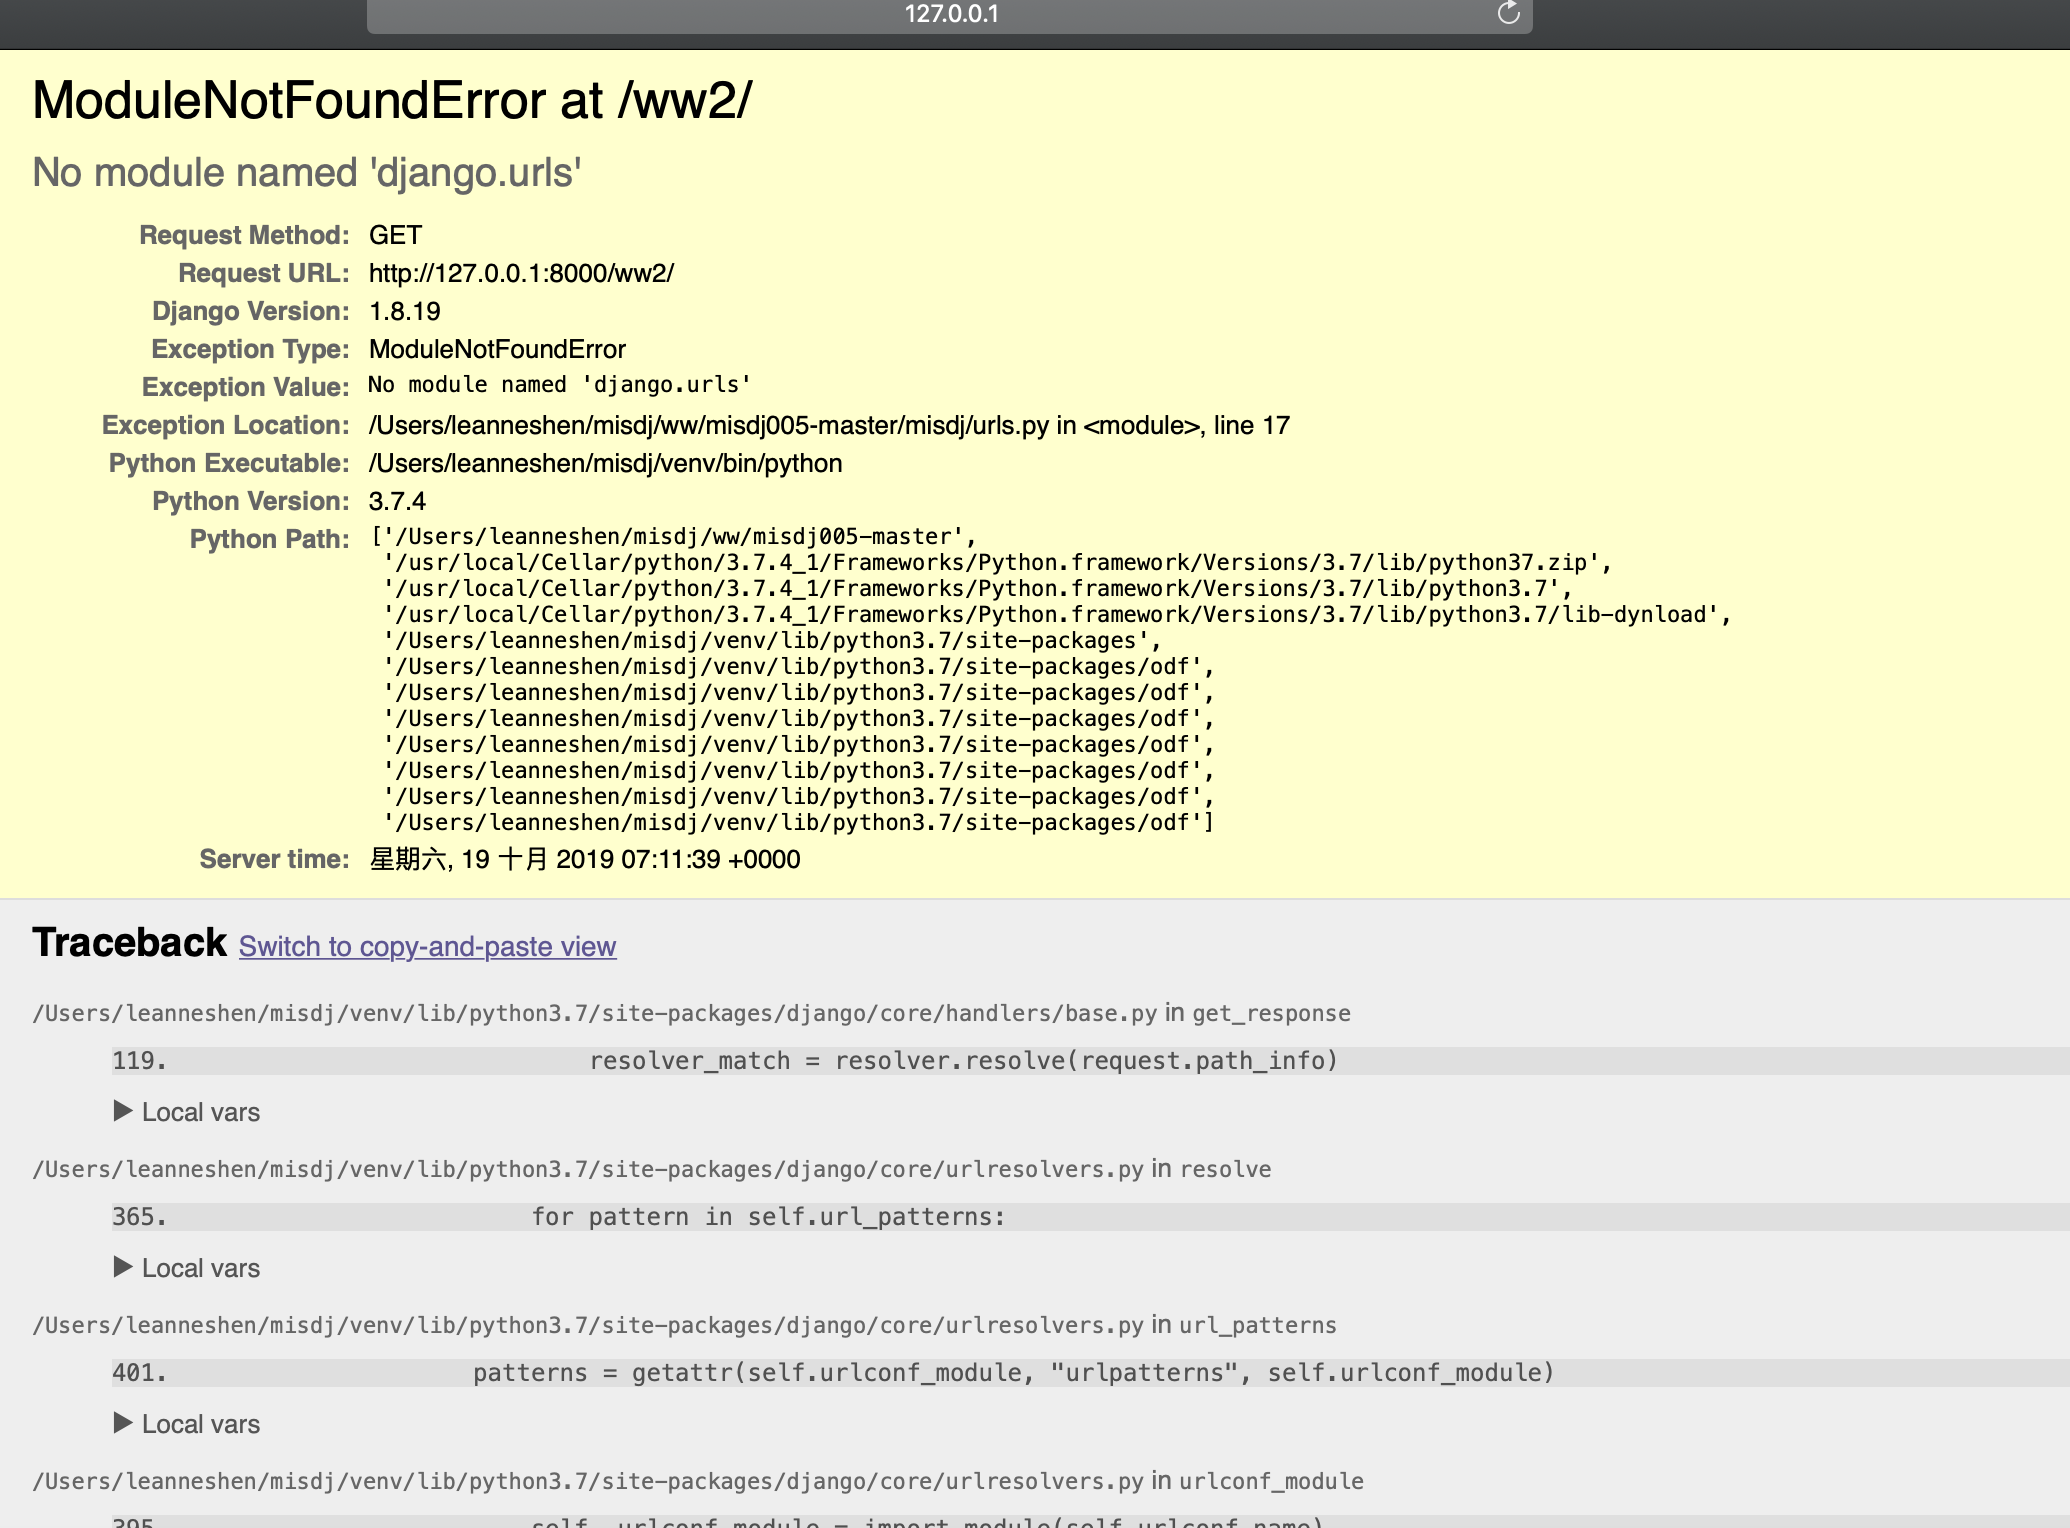 127.0.0.1
ModuleNotFoundError at /ww2/
No module named 'django.urls'
Request Method: GET
Request URL: http://127.0.0.1:8000/ww2/
Django Version: 1.8.19
Exception Type: ModuleNotFoundError
Exception Value: No module named 'django.urls'
Exception Location: /Users/leanneshen/misdj/ww/misdj005-master/misdj/urls.py in <module>, line 17
Python Executable: /Users/leanneshen/misdj/venv/bin/python
Python Version: 3.7.4
Python Path: ['/Users/leanneshen/misdj/ww/misdj005-master',
'/usr/local/Cellar/python/3.7.4_1/Frameworks/Python.framework/Versions/3.7/lib/python37.zip',
'/usr/local/Cellar/python/3.7.4_1/Frameworks/Python.framework/Versions/3.7/lib/python3.7',
'/usr/local/Cellar/python/3.7.4_1/Frameworks/Python.framework/Versions/3.7/lib/python3.7/lib-dynload',
'/Users/leanneshen/misdj/venv/lib/python3.7/site-packages',
'/Users/leanneshen/misdj/venv/lib/python3.7/site-packages/odf',
'/Users/leanneshen/misdj/venv/lib/python3.7/site-packages/odf',
'/Users/leanneshen/misdj/venv/lib/python3.7/site-packages/odf',
'/Users/leanneshen/misdj/venv/lib/python3.7/site-packages/odf',
'/Users/leanneshen/misdj/venv/lib/python3.7/site-packages/odf',
'/Users/leanneshen/misdj/venv/lib/python3.7/site-packages/odf',
'/Users/leanneshen/misdj/venv/lib/python3.7/site-packages/odf']
Server time: 星期六, 19 十月 2019 07:11:39 +0000
Traceback Switch to copy-and-paste view
/Users/leanneshen/misdj/venv/lib/python3.7/site-packages/django/core/handlers/base.py in get_response
119. resolver_match = resolver.resolve(request.path_info)
▶ Local vars
/Users/leanneshen/misdj/venv/lib/python3.7/site-packages/django/core/urlresolvers.py in resolve
365. for pattern in self.url_patterns:
▶ Local vars
/Users/leanneshen/misdj/venv/lib/python3.7/site-packages/django/core/urlresolvers.py in url_patterns
401. patterns = getattr(self.urlconf_module, "urlpatterns", self.urlconf_module)
▶ Local vars
/Users/leanneshen/misdj/venv/lib/python3.7/site-packages/django/core/urlresolvers.py in urlconf_module
395. self._urlconf_module = import_module(self.urlconf_name)